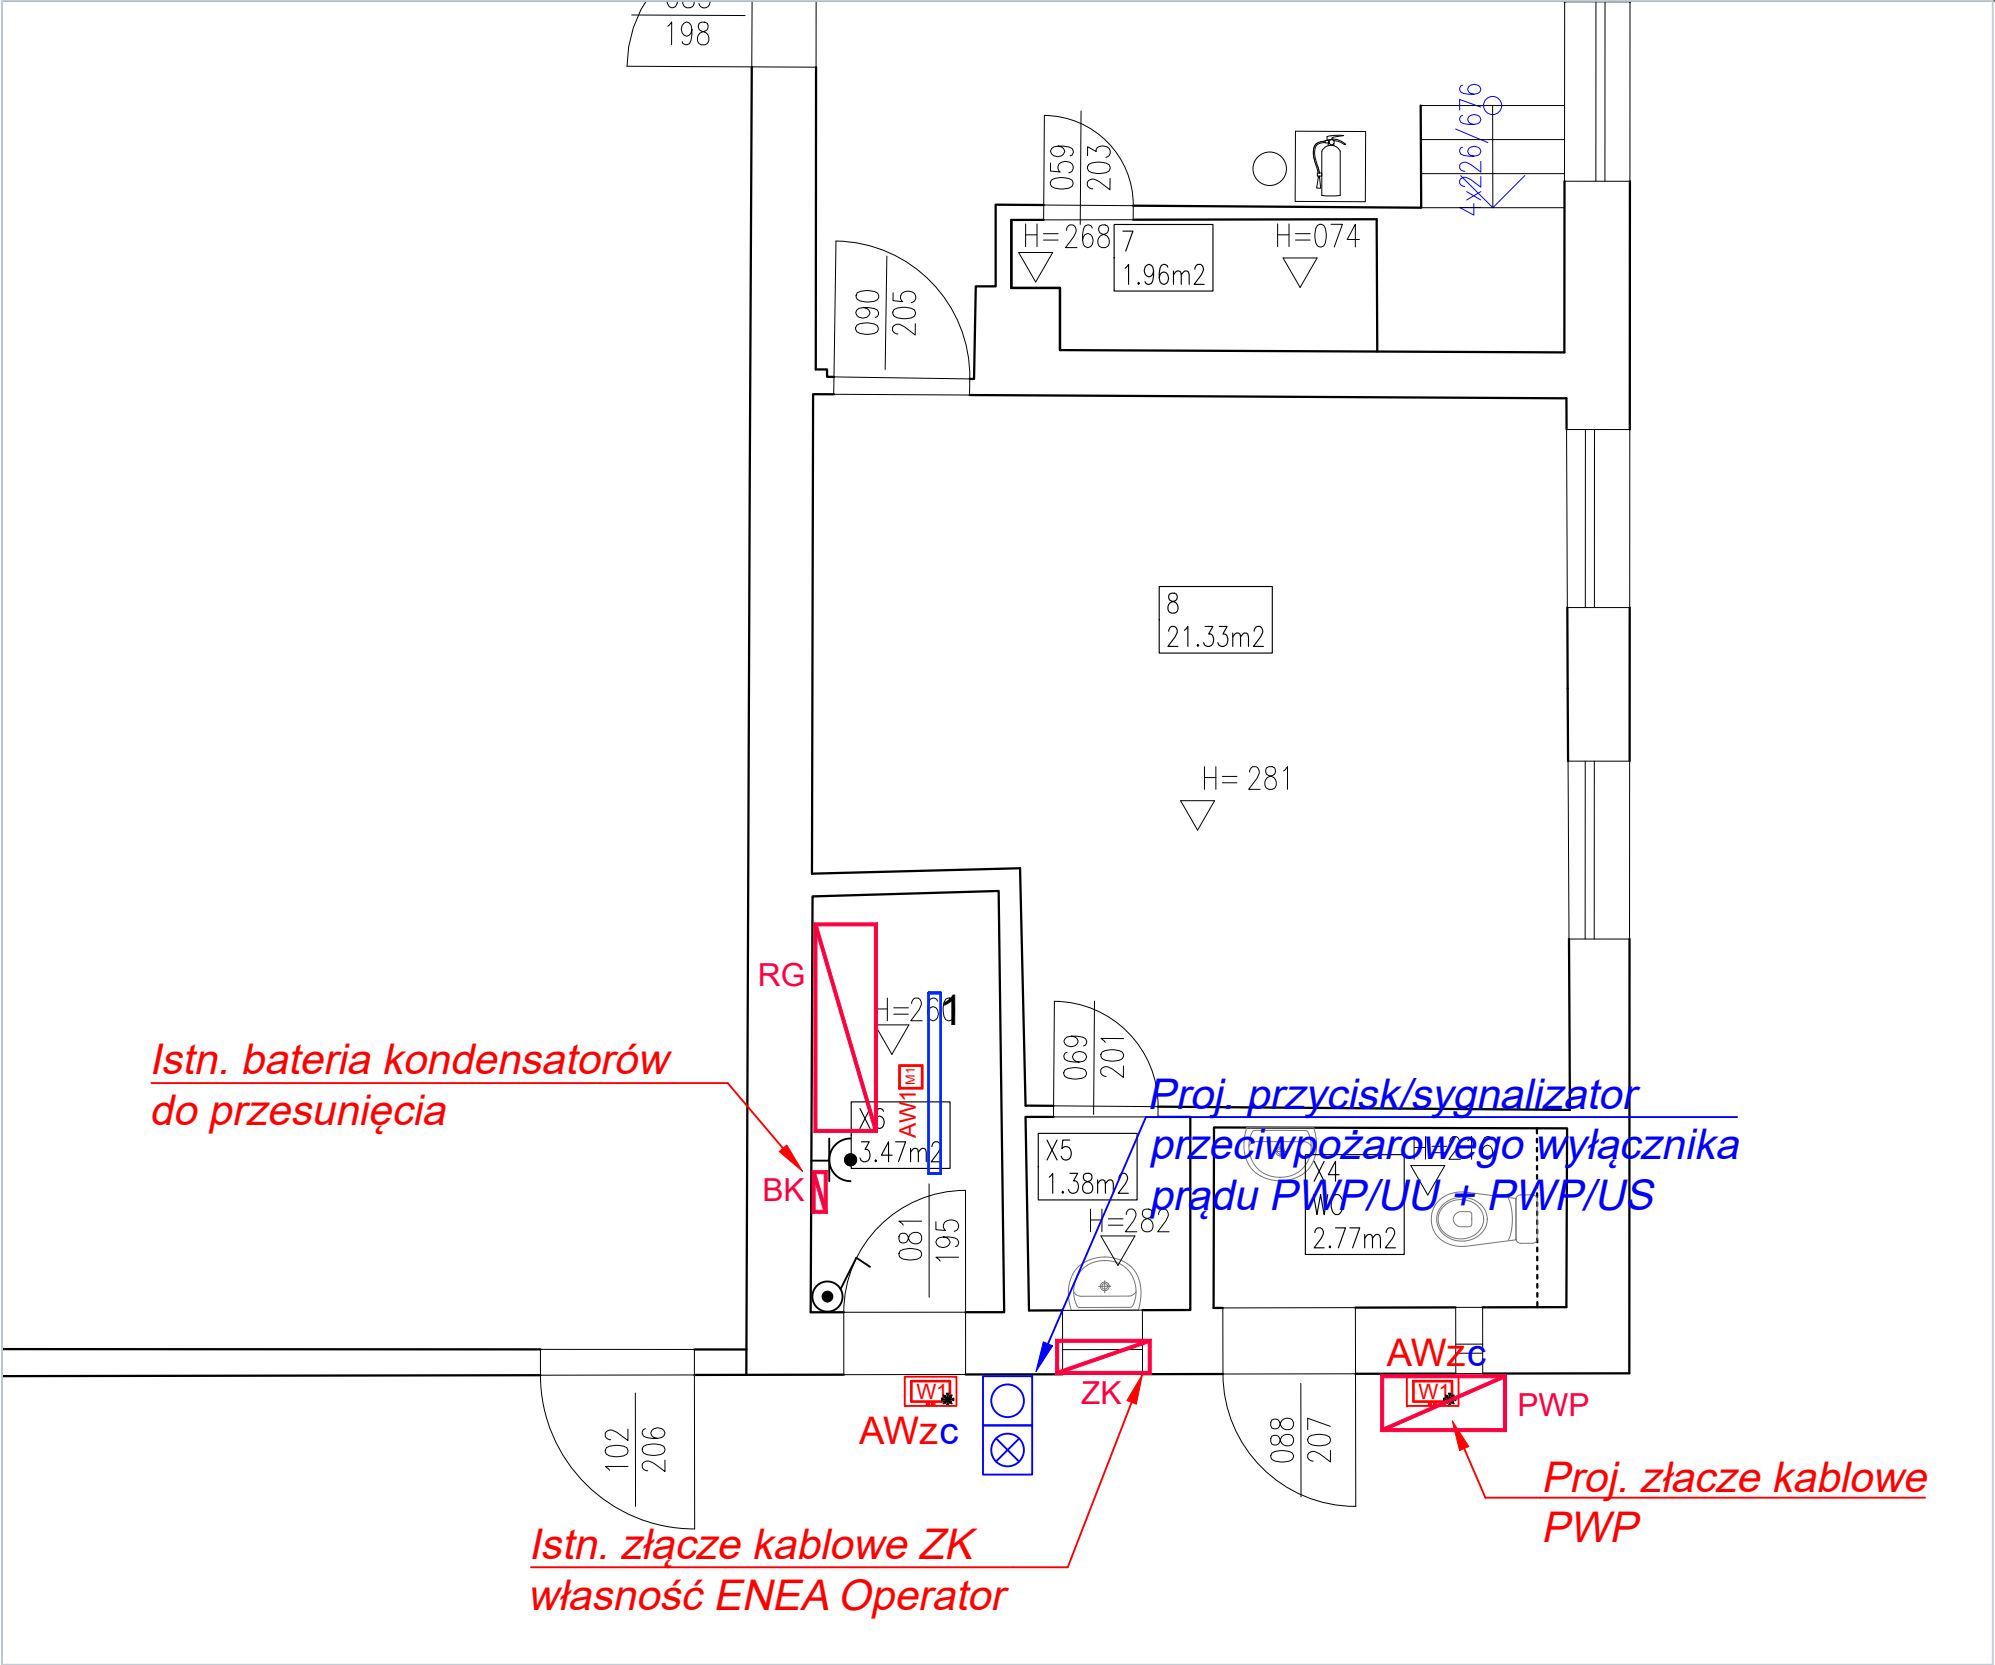 198
4x226/676
059
203
H=268
7
1.96m2
H=074
090
205
8
21.33m2
H= 281
RG
H=260
1
AW1
M1
X6
3.47m2
BK
081
195
069
201
X5
1.38m2
H=282
Istn. bateria kondensatorów
do przesunięcia
Proj. przycisk/sygnalizator
przeciwpożarowego wyłącznika
prądu PWP/UU + PWP/US
X4
WC
2.77m2
AWzc
W1
AWzc
ZK
W1
PWP
102
206
088
207
Proj. złacze kablowe
PWP
Istn. złącze kablowe ZK
własność ENEA Operator